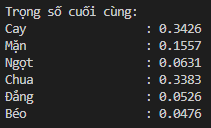 Trọng số cuối cùng:
Cay : 0.3426
Mặn : 0.1557
Ngọt : 0.0631
Chua : 0.3383
Đắng : 0.0526
Béo : 0.0476